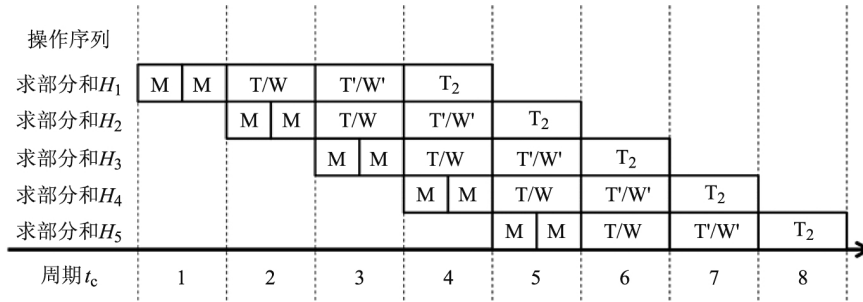 操作序列
求部分和H₁ M M T/W T'/W' T₂
求部分和H₂ M M T/W T'/W' T₂
求部分和H₃ M M T/W T'/W' T₂
求部分和H₄ M M T/W T'/W' T₂
求部分和H₅ M M T/W T'/W' T₂
周期t_c 1 2 3 4 5 6 7 8